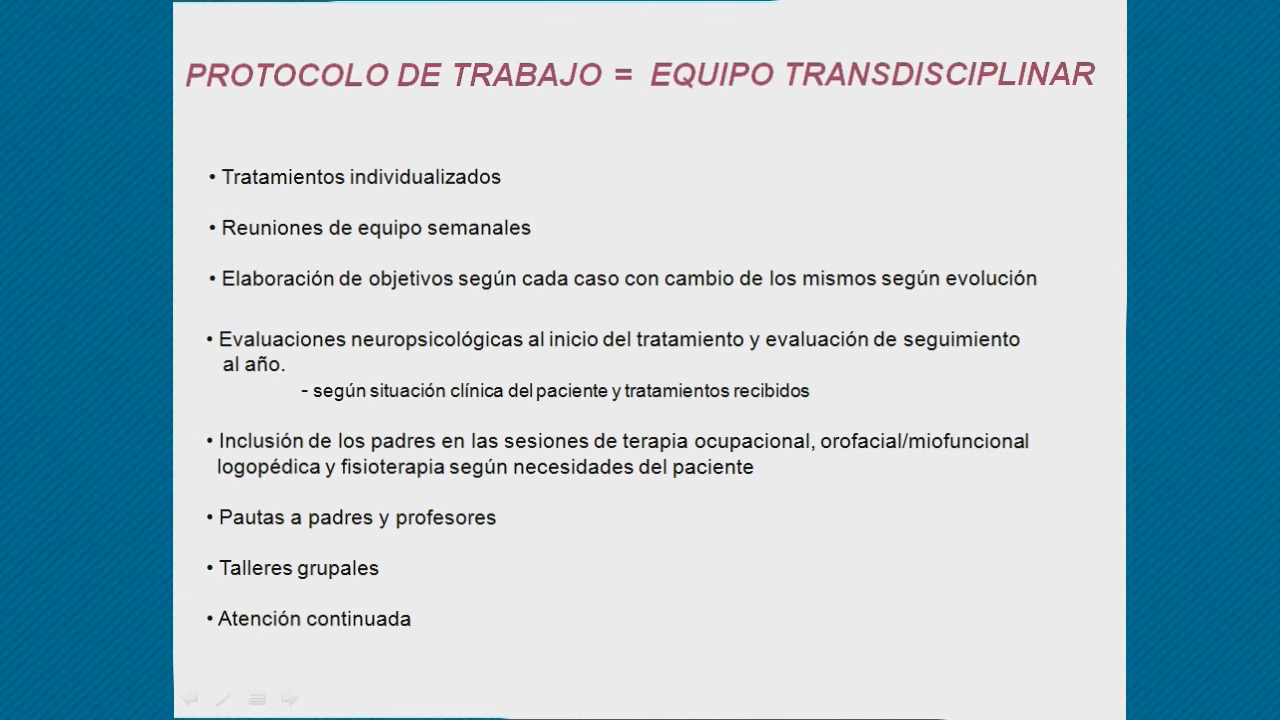 PROTOCOLO DE TRABAJO = EQUIPO TRANSDISCIPLINAR
• Tratamientos individualizados
• Reuniones de equipo semanales
• Elaboración de objetivos según cada caso con cambio de los mismos según evolución
• Evaluaciones neuropsicológicas al inicio del tratamiento y evaluación de seguimiento
al año.
- según situación clínica del paciente y tratamientos recibidos
• Inclusión de los padres en las sesiones de terapia ocupacional, orofacial/miofuncional
logopédica y fisioterapia según necesidades del paciente
• Pautas a padres y profesores
• Talleres grupales
• Atención continuada